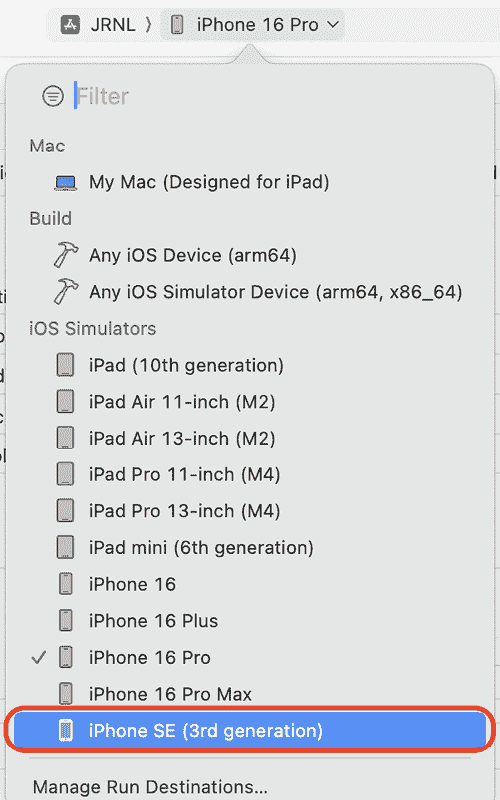 JRNL 〉 iPhone 16 Pro
Filter
Mac
My Mac (Designed for iPad)
Build
Any iOS Device (arm64)
Any iOS Simulator Device (arm64, x86_64)
iOS Simulators
iPad (10th generation)
iPad Air 11-inch (M2)
iPad Air 13-inch (M2)
iPad Pro 11-inch (M4)
iPad Pro 13-inch (M4)
iPad mini (6th generation)
iPhone 16
iPhone 16 Plus
iPhone 16 Pro
iPhone 16 Pro Max
iPhone SE (3rd generation)
Manage Run Destinations...